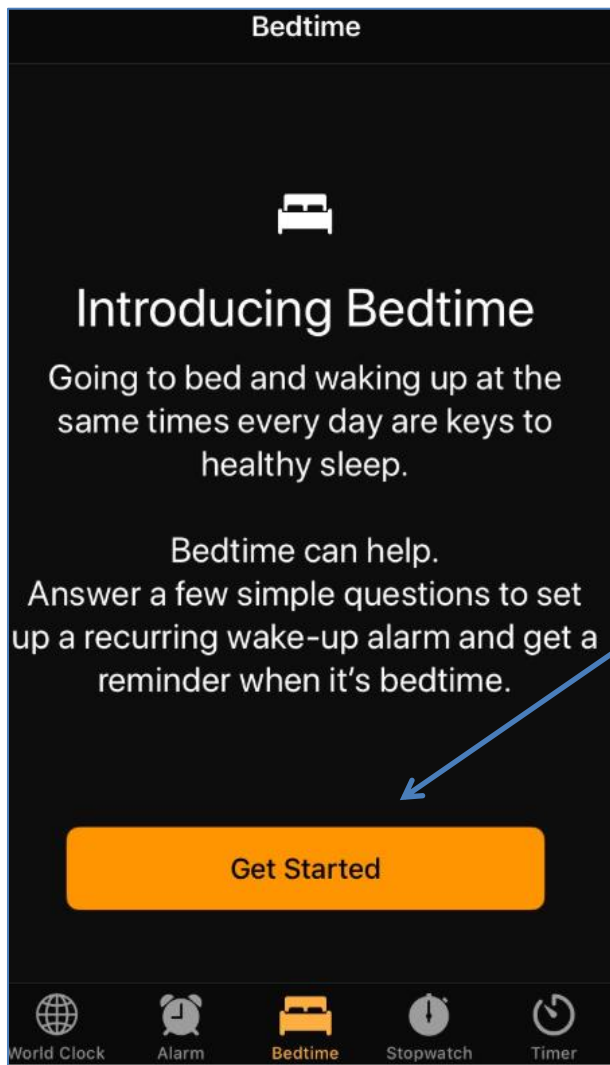 Bedtime
Introducing Bedtime
Going to bed and waking up at the
same times every day are keys to
healthy sleep.
Bedtime can help.
Answer a few simple questions to set
up a recurring wake-up alarm and get a
reminder when it's bedtime.
Get Started
World Clock Alarm Bedtime Stopwatch Timer